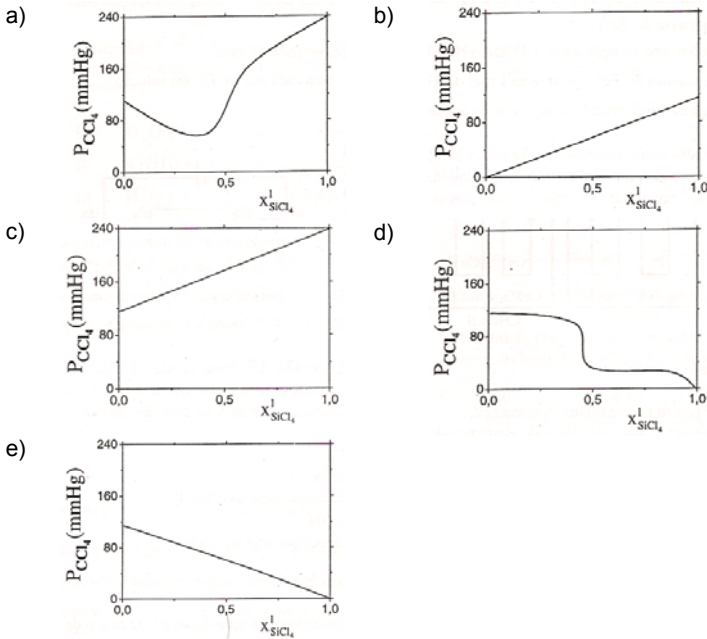 a)
P_CCl₄(mmHg)
240
160
80
0
0,0
0,5
1,0
X^l_SiCl₄
b)
P_CCl₄(mmHg)
240
160
80
0
0,0
0,5
1,0
X^l_SiCl₄
c)
P_CCl₄(mmHg)
240
160
80
0
0,0
0,5
1,0
X^l_SiCl₄
d)
P_CCl₄(mmHg)
240
160
80
0
0,0
0,5
1,0
X^l_SiCl₄
e)
P_CCl₄(mmHg)
240
160
80
0
0,0
0,5
1,0
X^l_SiCl₄